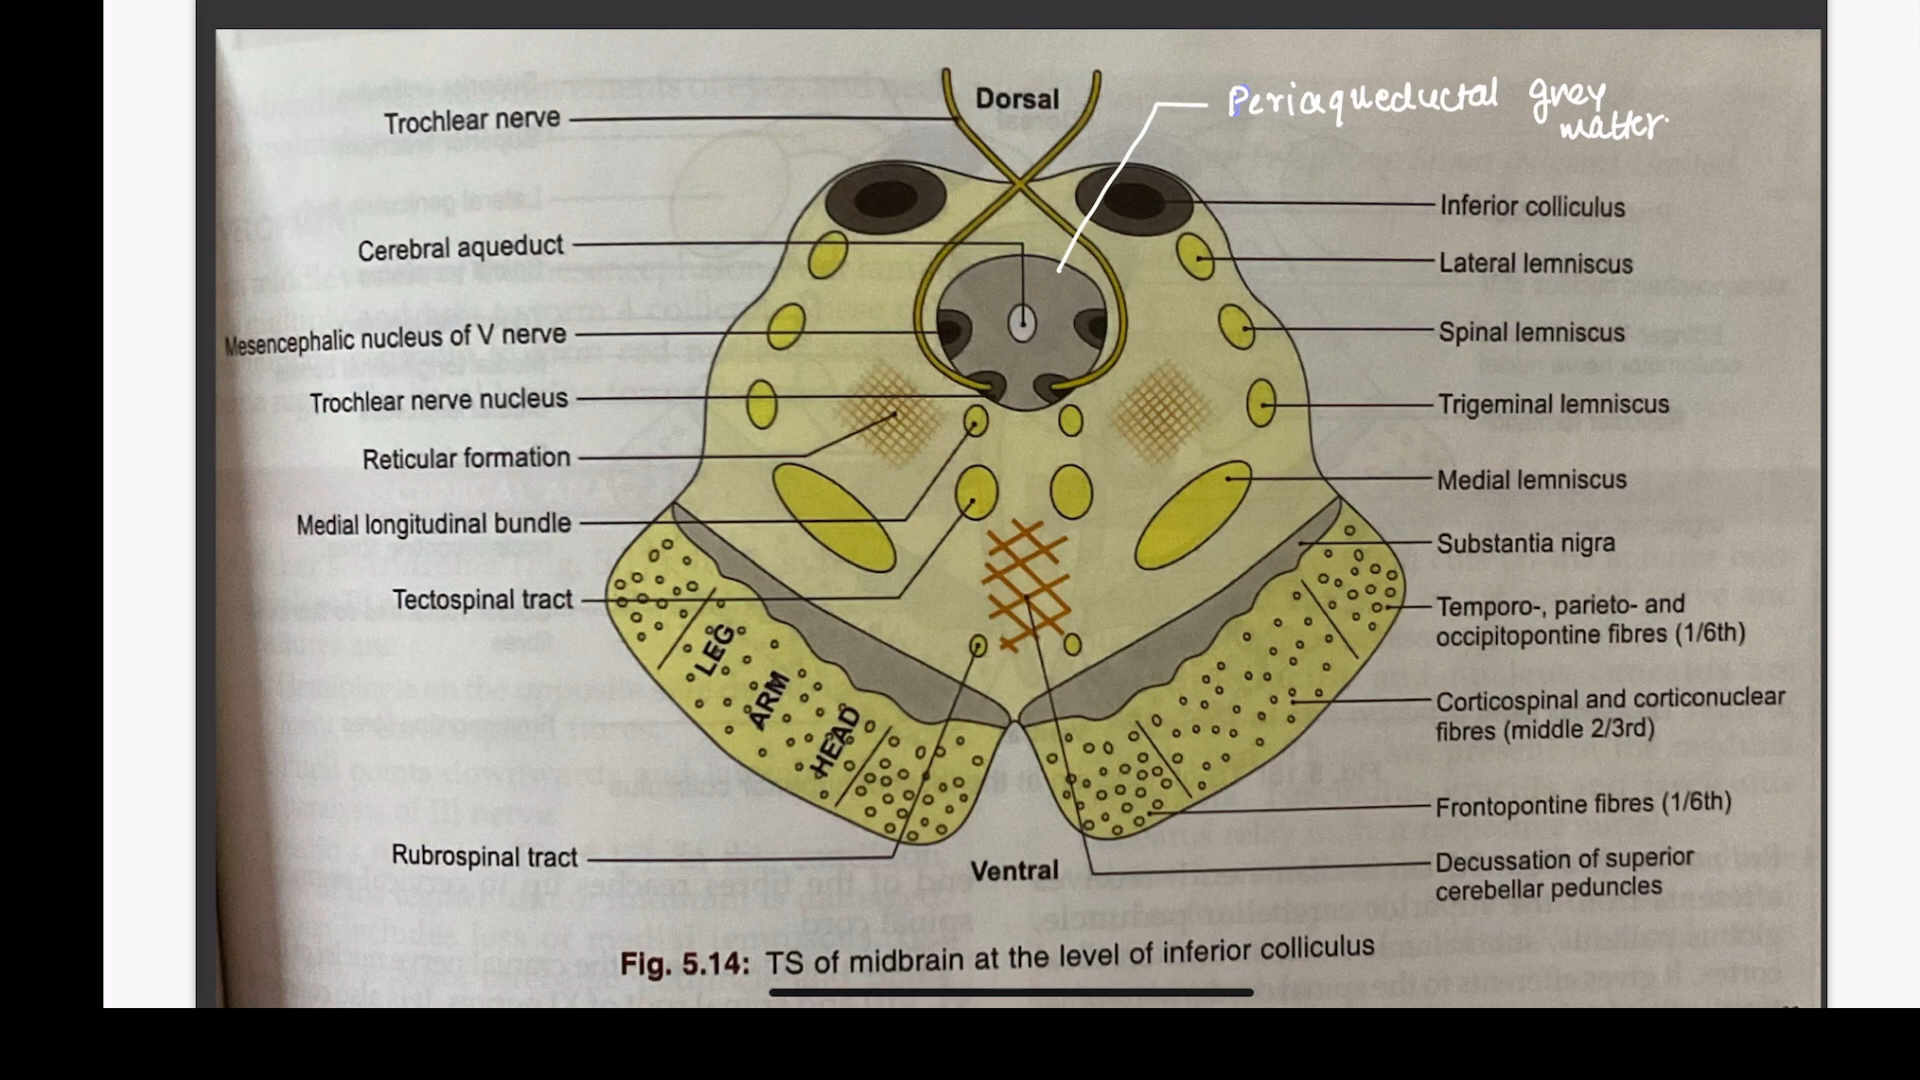 Dorsal
Periaqueductal grey
matter
Trochlear nerve
Cerebral aqueduct
Mesencephalic nucleus of V nerve
Trochlear nerve nucleus
Reticular formation
Medial longitudinal bundle
Tectospinal tract
Rubrospinal tract
LEG
ARM
HEAD
Inferior colliculus
Lateral lemniscus
Spinal lemniscus
Trigeminal lemniscus
Medial lemniscus
Substantia nigra
Temporo-, parieto- and
occipitopontine fibres (1/6th)
Corticospinal and corticonuclear
fibres (middle 2/3rd)
Frontopontine fibres (1/6th)
Decussation of superior
cerebellar peduncles
Ventral
Fig. 5.14: TS of midbrain at the level of inferior colliculus